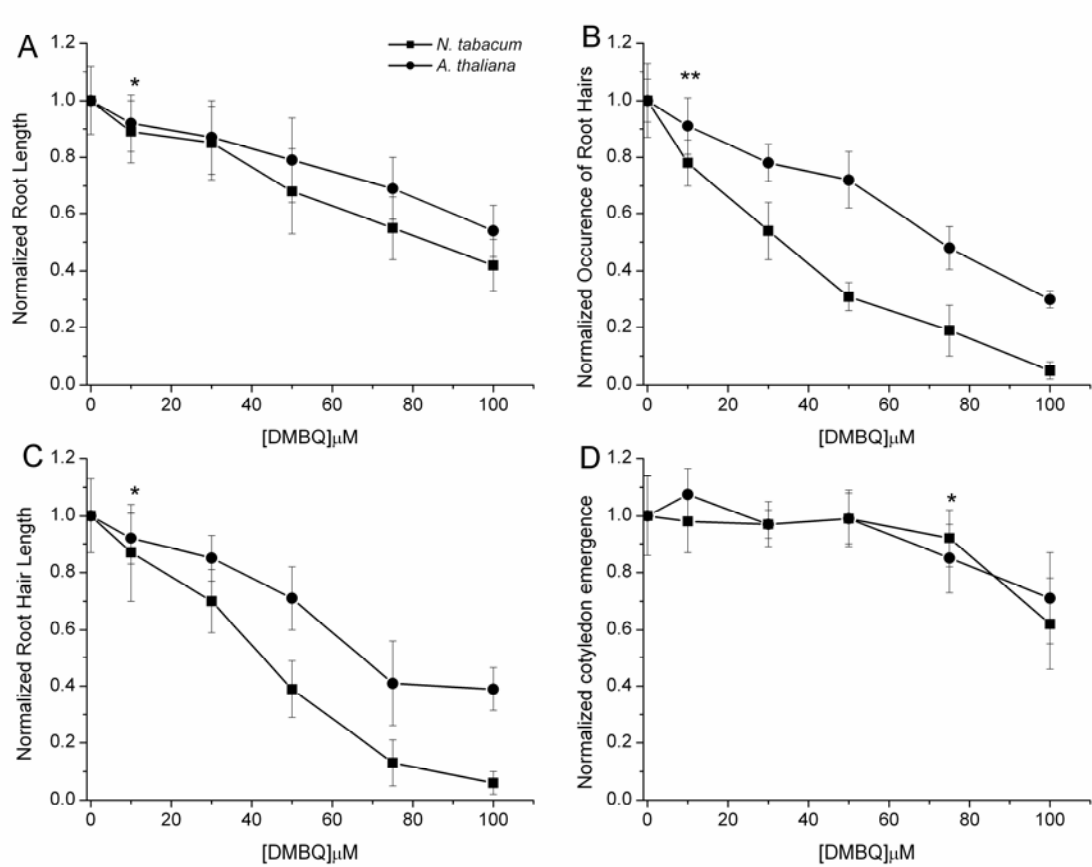 A
N. tabacum
A. thaliana
*
Normalized Root Length
1.2
1.0
0.8
0.6
0.4
0.2
0.0
0 20 40 60 80 100
[DMBQ]μM
B
**
Normalized Occurence of Root Hairs
1.2
1.0
0.8
0.6
0.4
0.2
0.0
0 20 40 60 80 100
[DMBQ]μM
C
*
Normalized Root Hair Length
1.2
1.0
0.8
0.6
0.4
0.2
0.0
0 20 40 60 80 100
[DMBQ]μM
D
*
Normalized cotyledon emergence
1.2
1.0
0.8
0.6
0.4
0.2
0.0
0 20 40 60 80 100
[DMBQ]μM